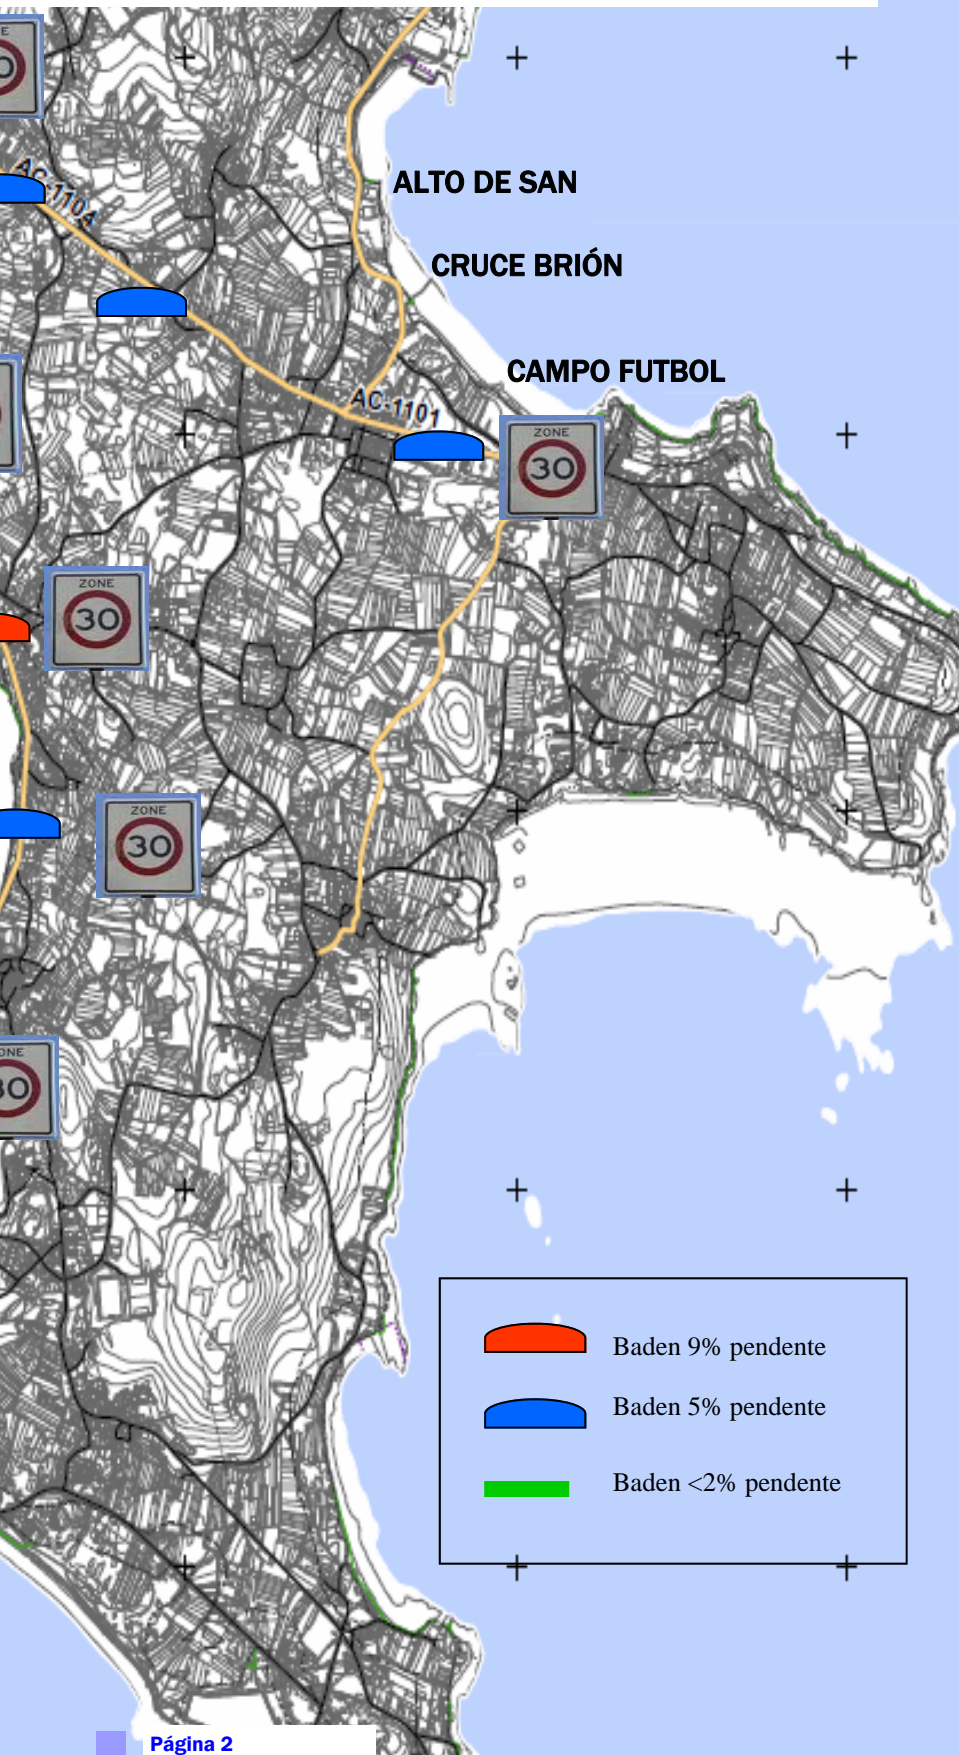 AC-1104
ALTO DE SAN
CRUCE BRIÓN
CAMPO FUTBOL
AC-1101
ZONE
30
ZONE
30
ZONE
30
Baden 9% pendente
Baden 5% pendente
Baden <2% pendente
Página 2